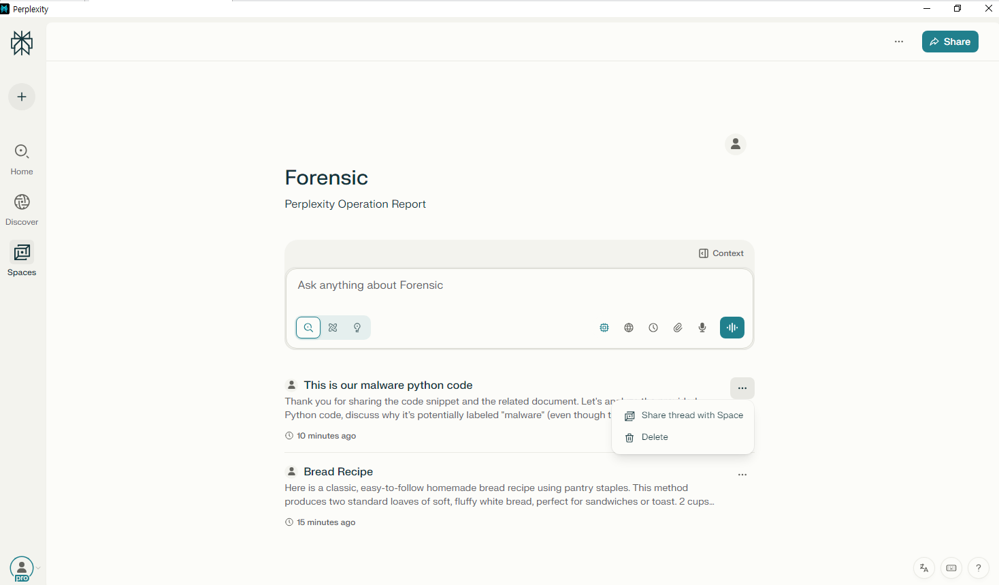 Perplexity
Share
Home
Discover
Spaces
Forensic
Perplexity Operation Report
Context
Ask anything about Forensic
This is our malware python code
Thank you for sharing the code snippet and the related document. Let's
Python code, discuss why it's potentially labeled "malware" (even though
10 minutes ago
Share thread with Space
Delete
Bread Recipe
Here is a classic, easy-to-follow homemade bread recipe using pantry staples. This method
produces two standard loaves of soft, fluffy white bread, perfect for sandwiches or toast. 2 cups...
15 minutes ago
pro